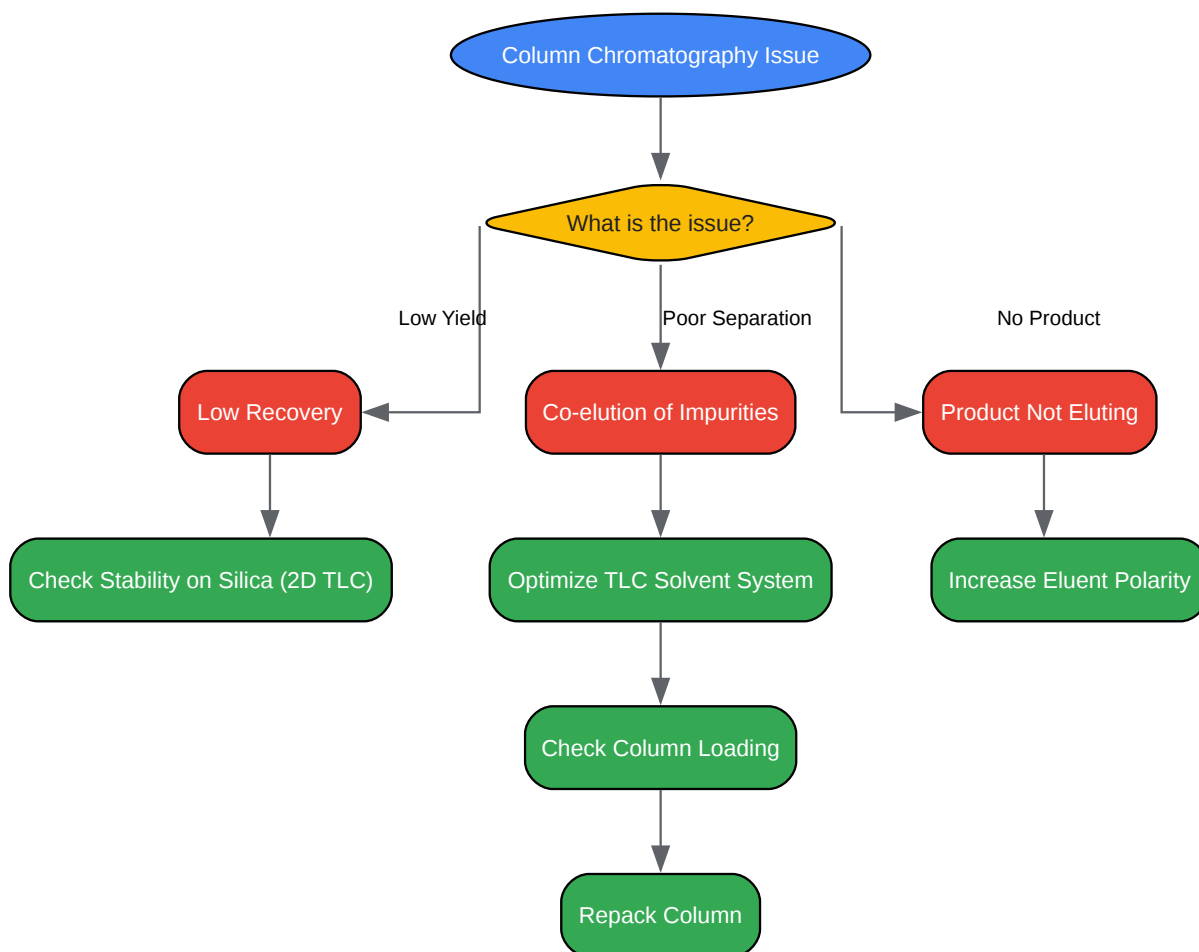 Column Chromatography Issue
What is the issue?
Low Yield
Poor Separation
No Product
Low Recovery
Co-elution of Impurities
Product Not Eluting
Check Stability on Silica (2D TLC)
Optimize TLC Solvent System
Increase Eluent Polarity
Check Column Loading
Repack Column